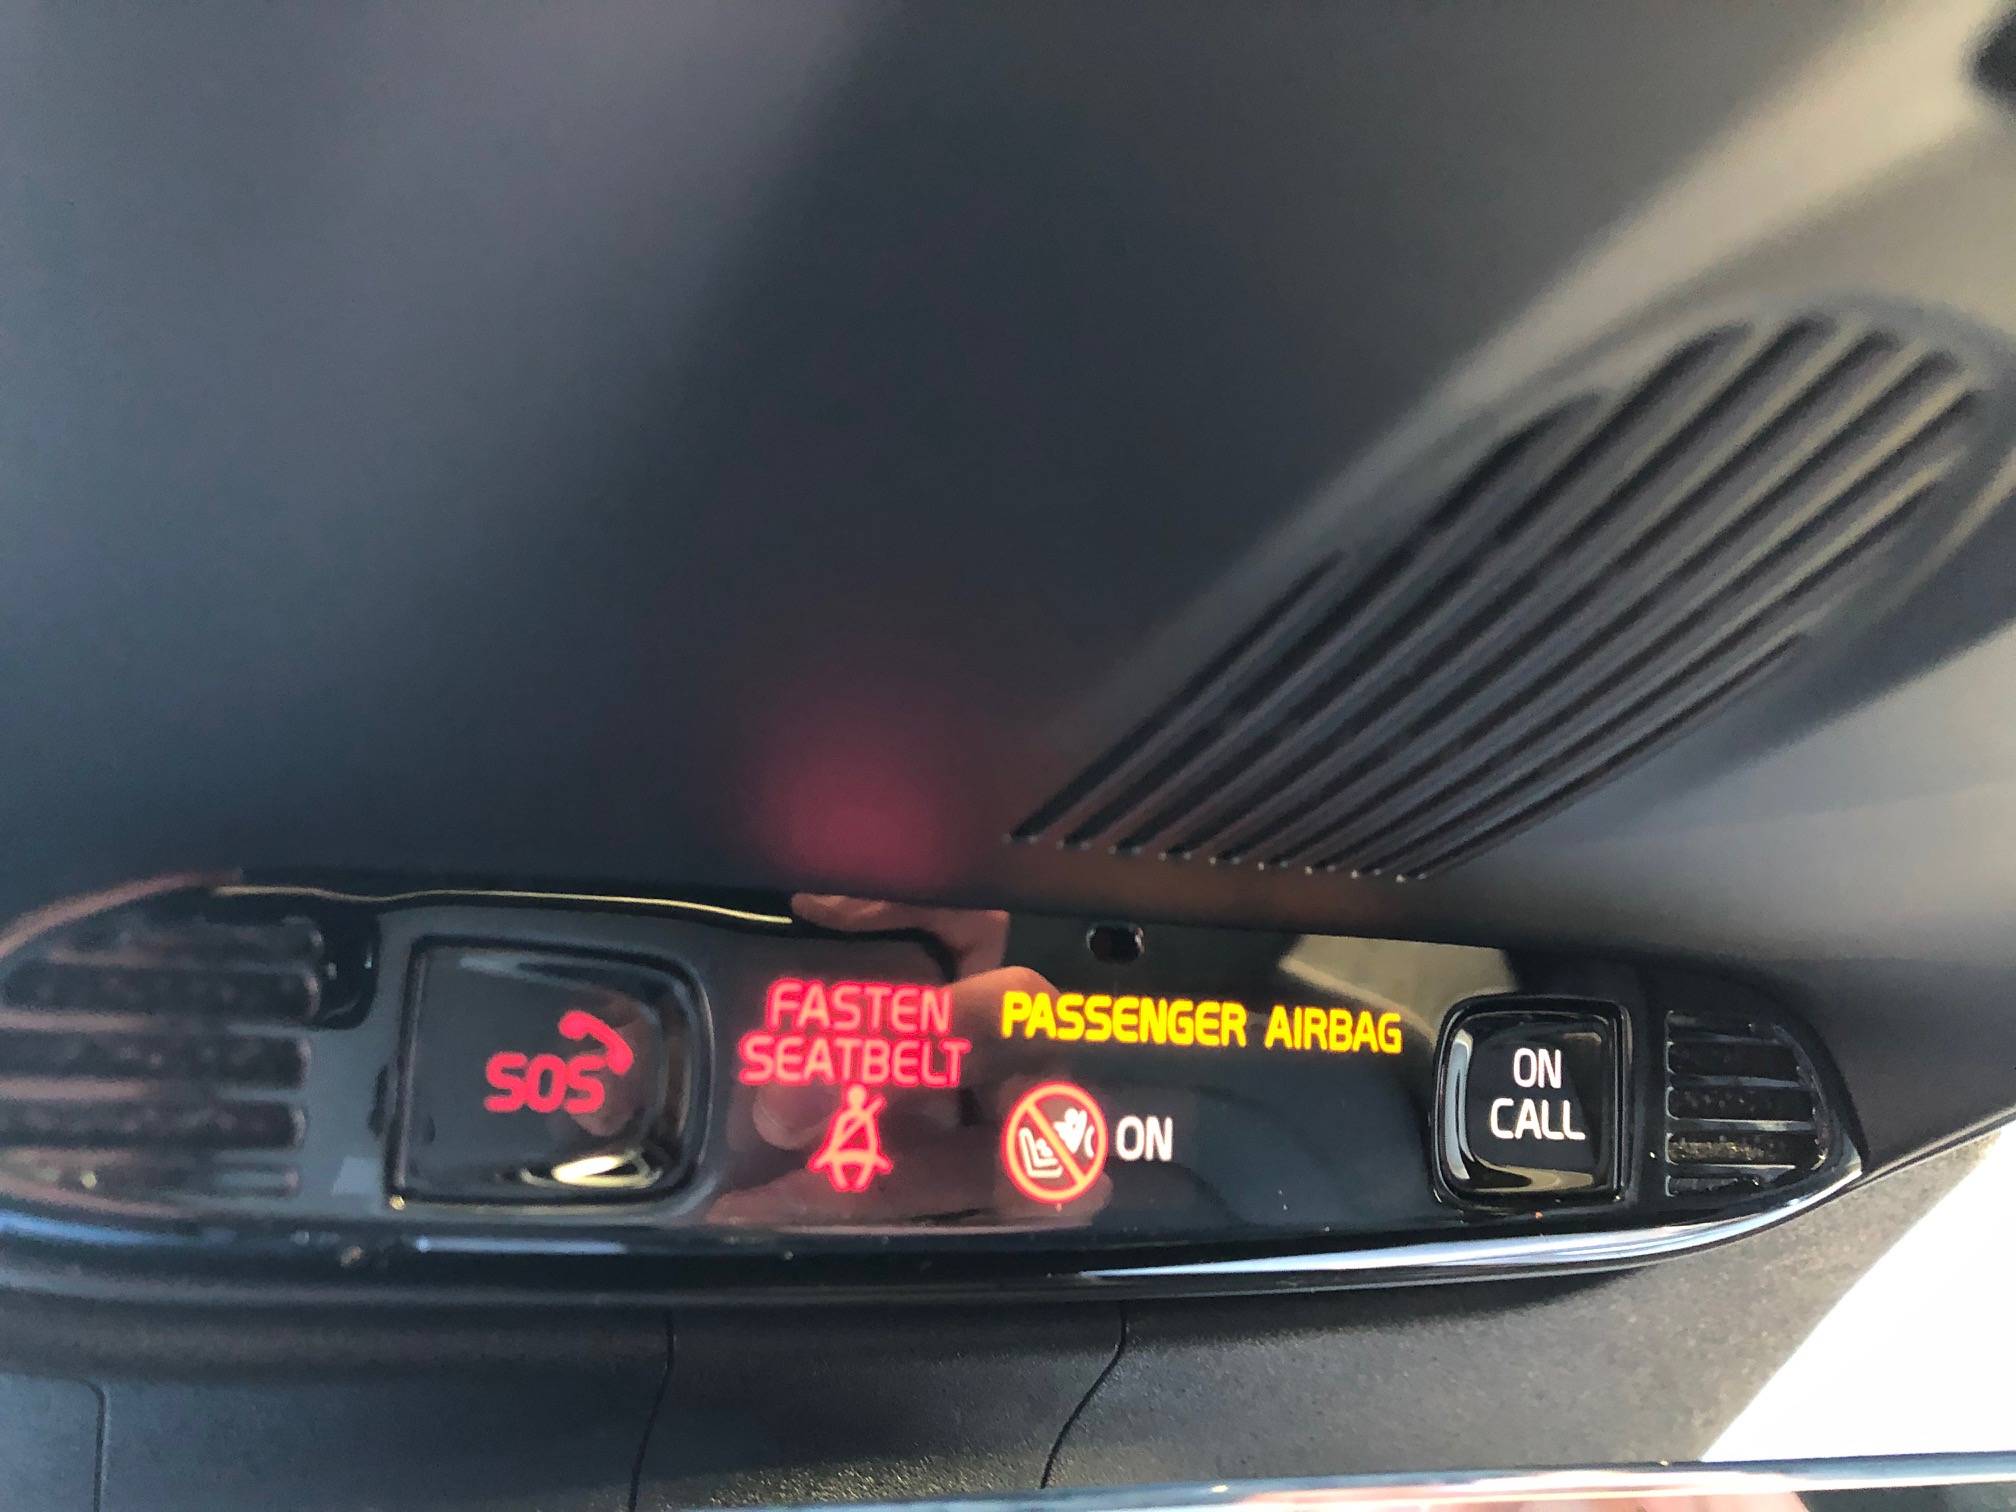 SOS
FASTEN
SEATBELT
PASSENGER AIRBAG
ON
ON
CALL